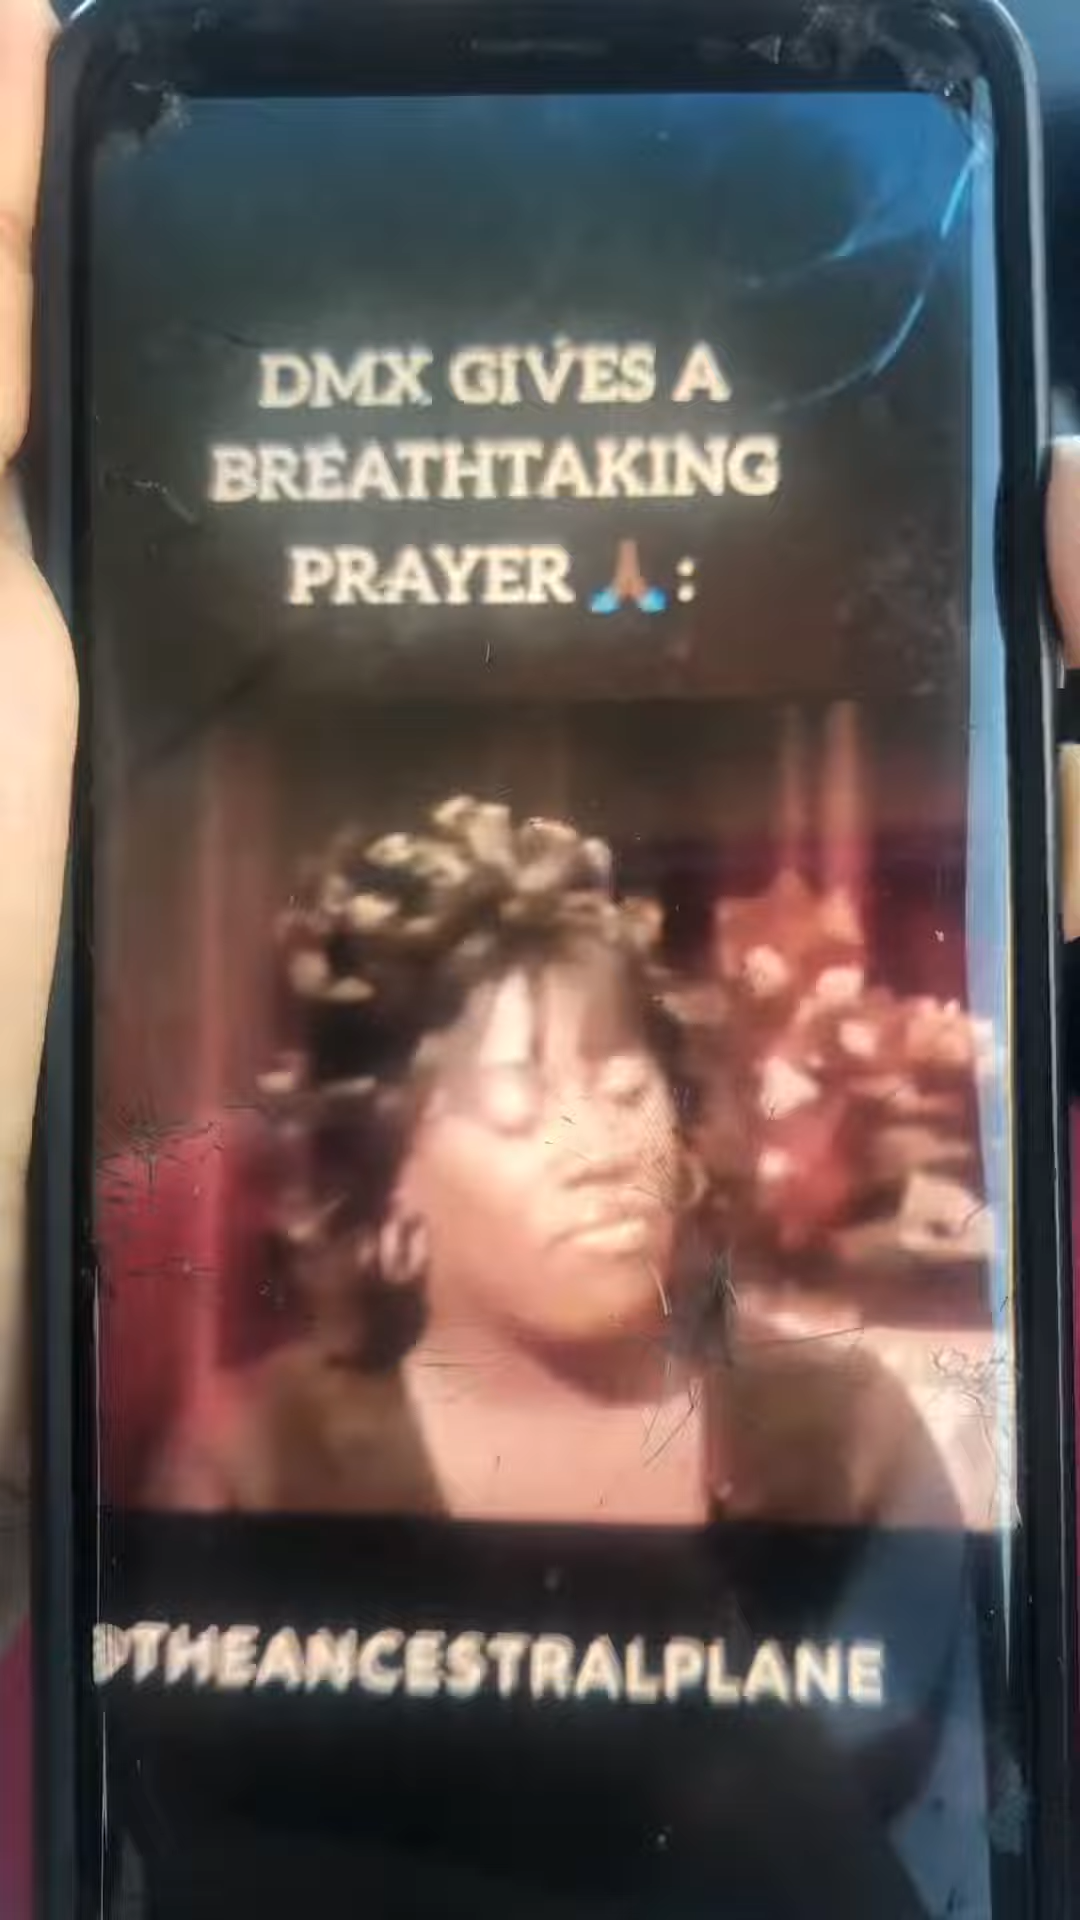 DMX GIVES A
BREATHTAKING
PRAYER 🙏🏾:
@THEANCESTRALPLANE